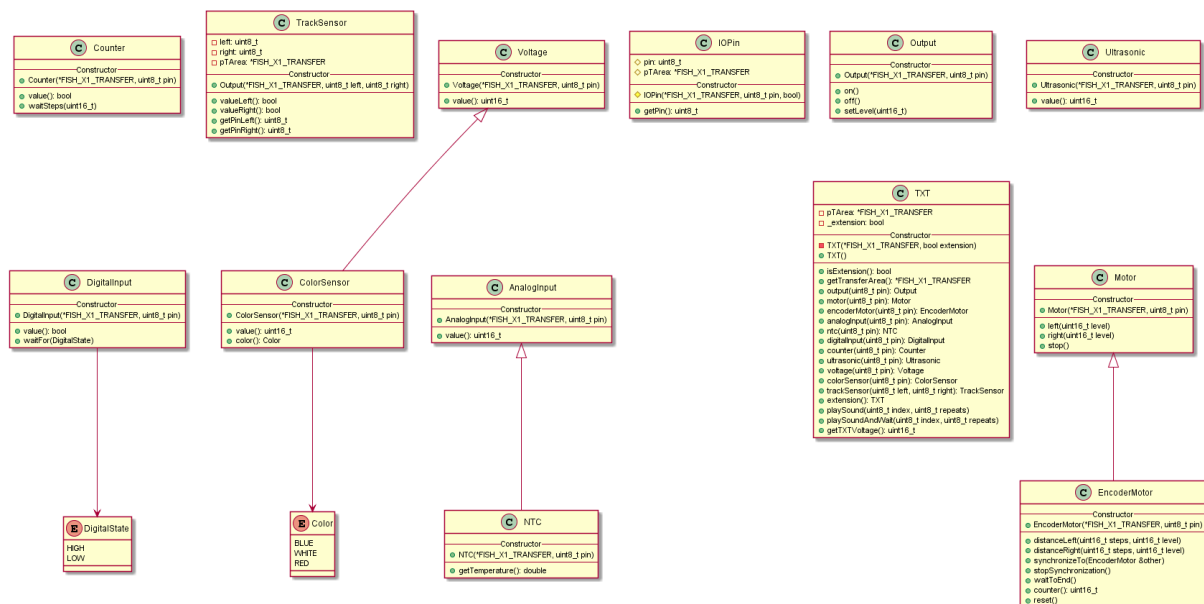 C Counter
Constructor
Counter(*FISH_X1_TRANSFER, uint8_t pin)
value(): bool
waitSteps(uint16_t)
C TrackSensor
left: uint8_t
right: uint8_t
pTArea: *FISH_X1_TRANSFER
Constructor
Output(*FISH_X1_TRANSFER, uint8_t left, uint8_t right)
valueLeft(): bool
valueRight(): bool
getPinLeft(): uint8_t
getPinRight(): uint8_t
C Voltage
Constructor
Voltage(*FISH_X1_TRANSFER, uint8_t pin)
value(): uint16_t
C IOPin
pin: uint8_t
pTArea: *FISH_X1_TRANSFER
Constructor
IOPin(*FISH_X1_TRANSFER, uint8_t pin, bool)
getPin(): uint8_t
C Output
Constructor
Output(*FISH_X1_TRANSFER, uint8_t pin)
on()
off()
setLevel(uint16_t)
C Ultrasonic
Constructor
Ultrasonic(*FISH_X1_TRANSFER, uint8_t pin)
value(): uint16_t
C DigitalInput
Constructor
DigitalInput(*FISH_X1_TRANSFER, uint8_t pin)
value(): bool
waitFor(DigitalState)
C ColorSensor
Constructor
ColorSensor(*FISH_X1_TRANSFER, uint8_t pin)
value(): uint16_t
color(): Color
C AnalogInput
Constructor
AnalogInput(*FISH_X1_TRANSFER, uint8_t pin)
value(): uint16_t
C TXT
pTArea: *FISH_X1_TRANSFER
_extension: bool
Constructor
TXT(*FISH_X1_TRANSFER, bool extension)
TXT()
isExtension(): bool
getTransferArea(): *FISH_X1_TRANSFER
output(uint8_t pin): Output
motor(uint8_t pin): Motor
encoderMotor(uint8_t pin): EncoderMotor
analogInput(uint8_t pin): AnalogInput
ntc(uint8_t pin): NTC
digitalInput(uint8_t pin): DigitalInput
counter(uint8_t pin): Counter
ultrasonic(uint8_t pin): Ultrasonic
voltage(uint8_t pin): Voltage
colorSensor(uint8_t pin): ColorSensor
trackSensor(uint8_t left, uint8_t right): TrackSensor
extension(): TXT
playSound(uint8_t index, uint8_t repeats)
playSoundAndWait(uint8_t index, uint8_t repeats)
getTXTVoltage(): uint16_t
C Motor
Constructor
Motor(*FISH_X1_TRANSFER, uint8_t pin)
left(uint16_t level)
right(uint16_t level)
stop()
E DigitalState
HIGH
LOW
E Color
BLUE
WHITE
RED
C NTC
Constructor
NTC(*FISH_X1_TRANSFER, uint8_t pin)
getTemperature(): double
C EncoderMotor
Constructor
EncoderMotor(*FISH_X1_TRANSFER, uint8_t pin)
distanceLeft(uint16_t steps, uint16_t level)
distanceRight(uint16_t steps, uint16_t level)
synchronizeTo(EncoderMotor &other)
stopSynchronization()
waitToEnd()
counter(): uint16_t
reset()